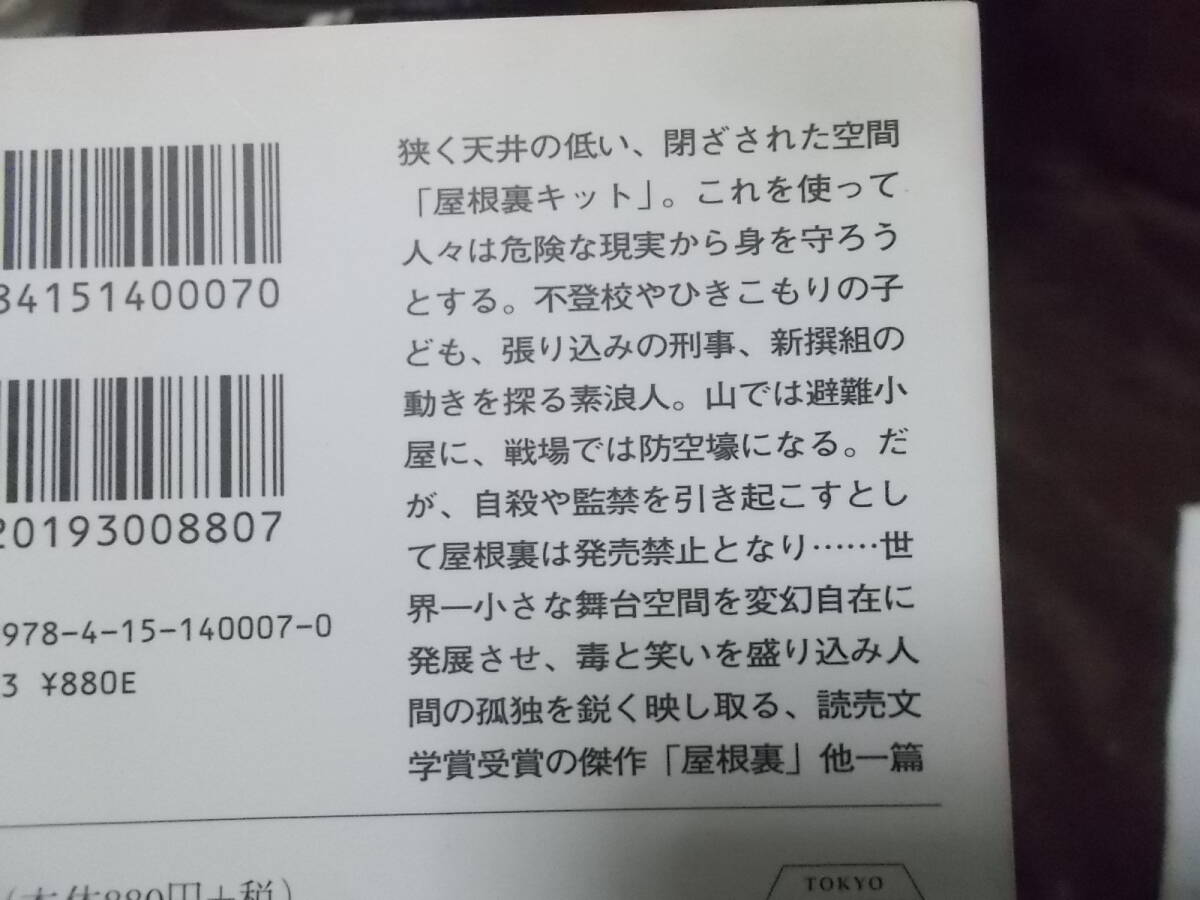 狭く天井の低い、閉ざされた空間
「屋根裏キット」。これを使って
人々は危険な現実から身を守ろう
とする。不登校やひきこもりの子
ども、張り込みの刑事、新撰組の
動きを探る素浪人。山では避難小
屋に、戦場では防空壕になる。だ
が、自殺や監禁を引き起こすとし
て屋根裏は発売禁止となり……世
界一小さな舞台空間を変幻自在に
発展させ、毒と笑いを盛り込み人
間の孤独を鋭く映し取る、読売文
学賞受賞の傑作「屋根裏」他一篇
84151400070
20193008807
978-4-15-140007-0
3 ¥880E
(本体880円+税)
TOKYO